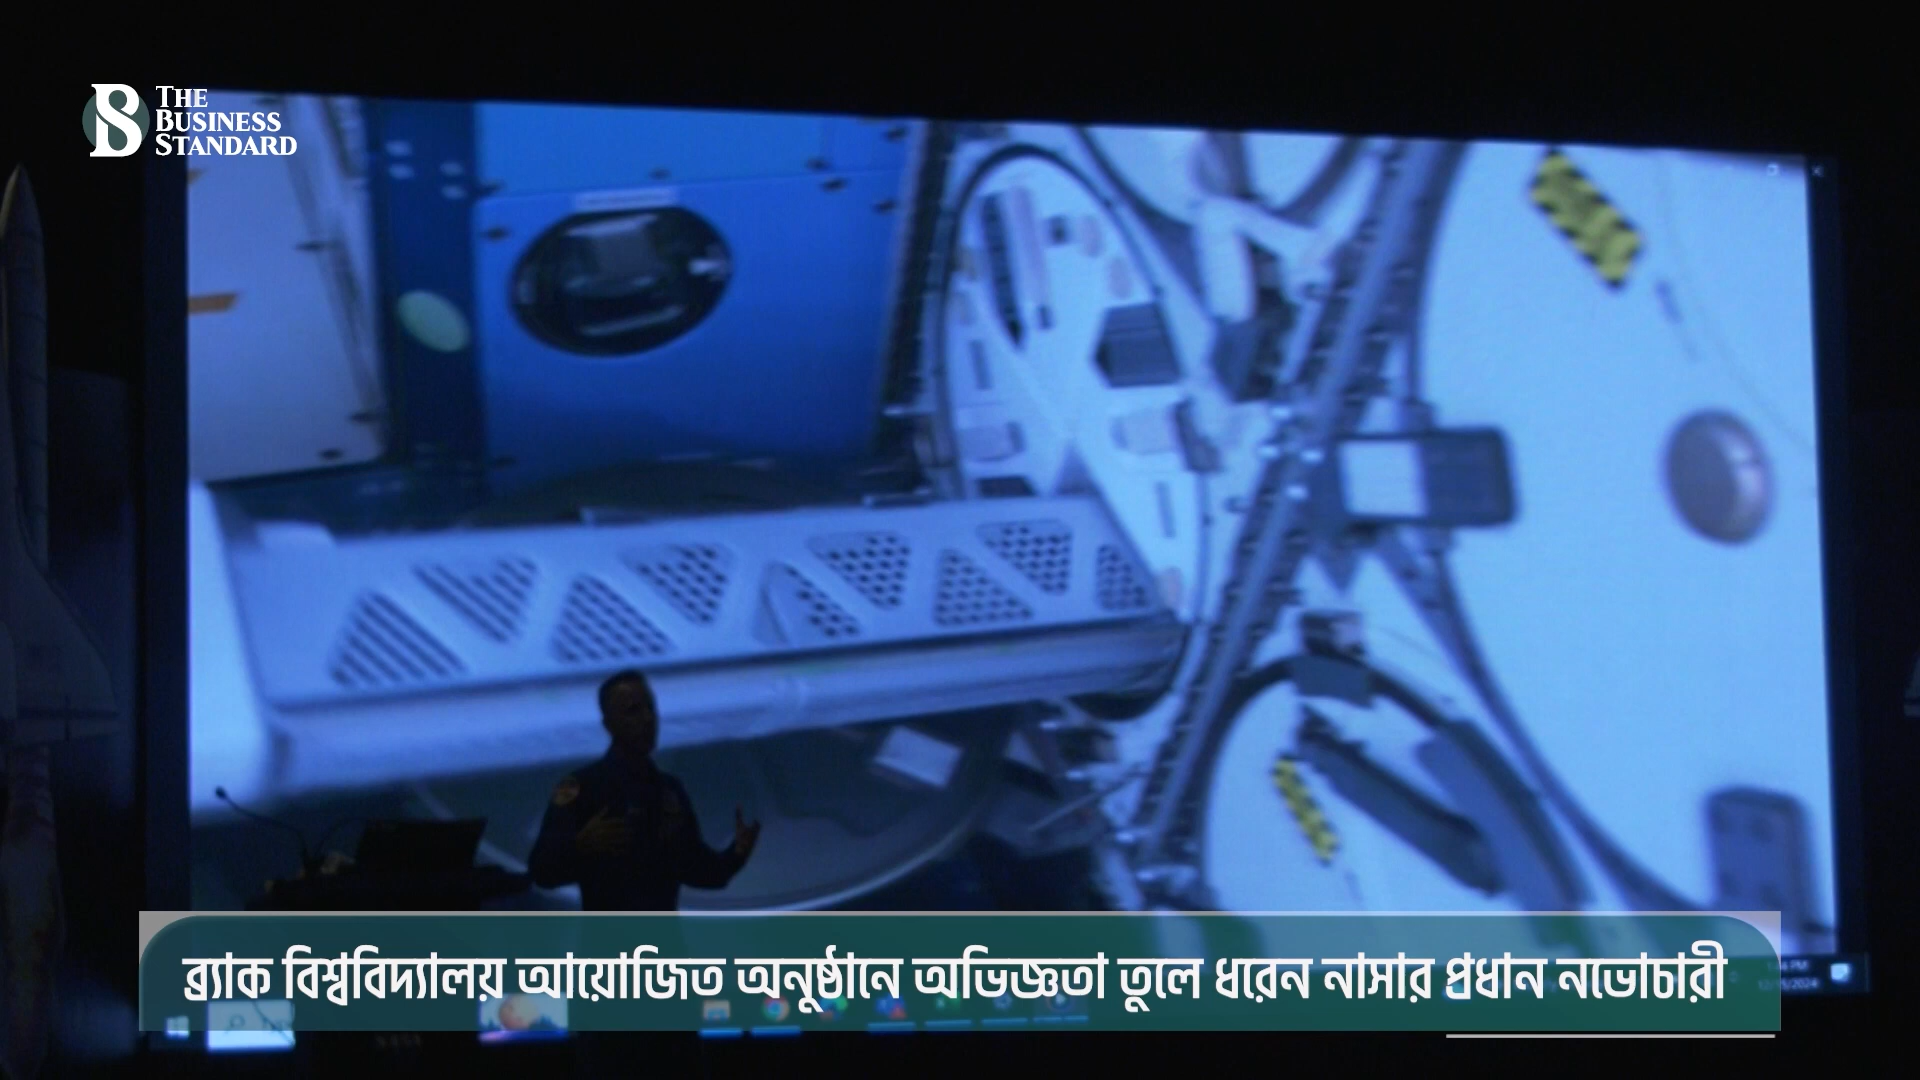 THE
BUSINESS
STANDARD
ব্র্যাক বিশ্ববিদ্যালয় আয়োজিত অনুষ্ঠানে অভিজ্ঞতা তুলে ধরেন নাসার প্রধান নভোচারী